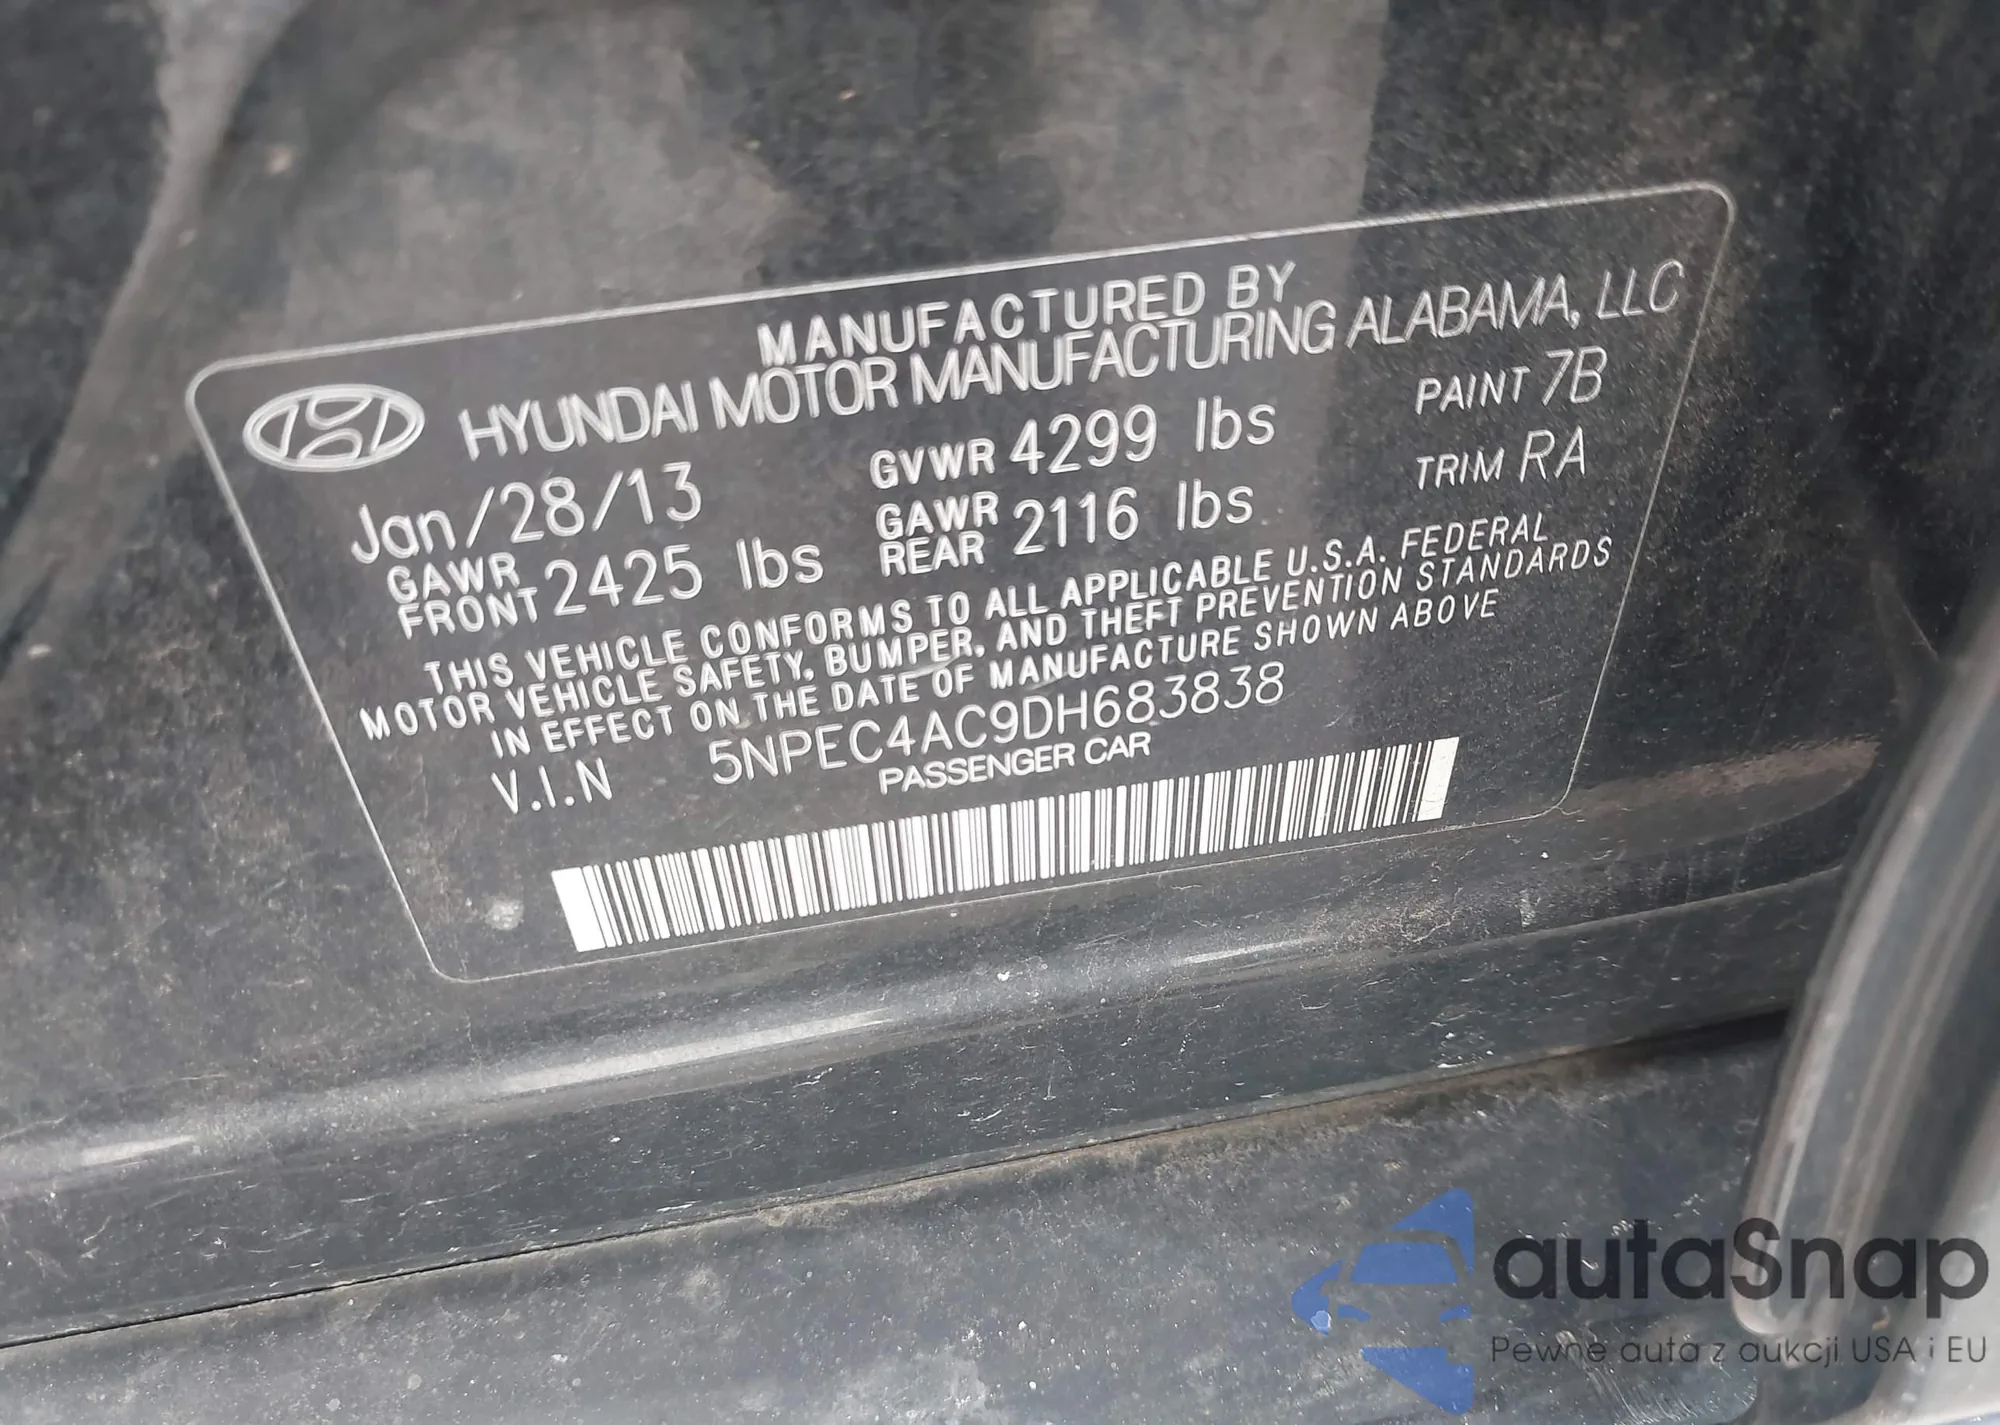 MANUFACTURED BY
HYUNDAI MOTOR MANUFACTURING ALABAMA, LLC
Jan/28/13 GVWR 4299 lbs PAINT 7B
GAWR FRONT 2425 lbs GAWR REAR 2116 lbs TRIM RA
THIS VEHICLE CONFORMS TO ALL APPLICABLE U.S.A. FEDERAL
MOTOR VEHICLE SAFETY, BUMPER, AND THEFT PREVENTION STANDARDS
IN EFFECT ON THE DATE OF MANUFACTURE SHOWN ABOVE
V.I.N 5NPEC4AC9DH683838
PASSENGER CAR
autaSnap
Pewne auta z aukcji USA i EU